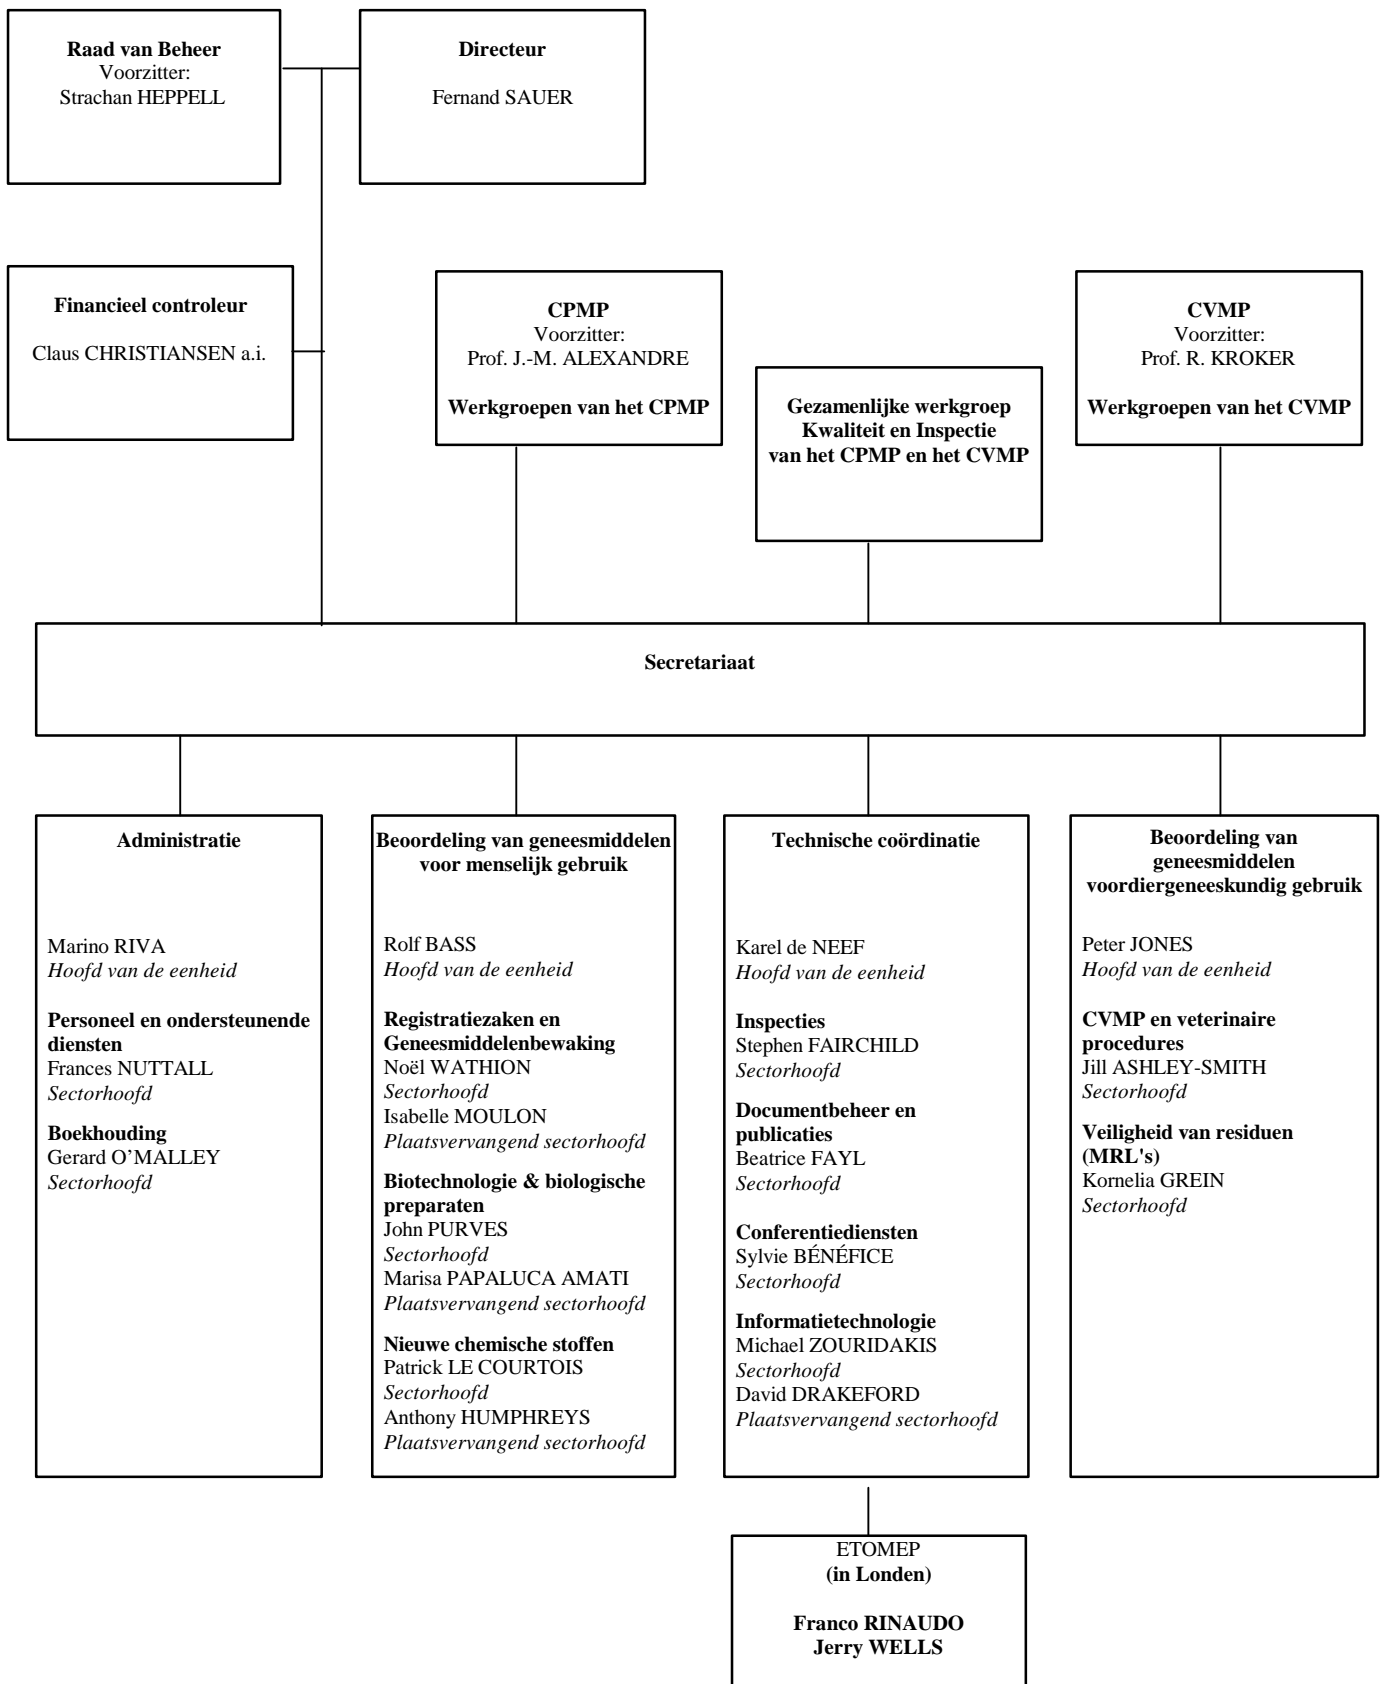 Raad van Beheer
Voorzitter:
Strachan HEPPELL
Directeur
Fernand SAUER
Financieel controleur
Claus CHRISTIANSEN a.i.
CPMP
Voorzitter:
Prof. J.-M. ALEXANDRE
Werkgroepen van het CPMP
Gezamenlijke werkgroep
Kwaliteit en Inspectie
van het CPMP en het CVMP
CVMP
Voorzitter:
Prof. R. KROKER
Werkgroepen van het CVMP
Secretariaat
Administratie
Marino RIVA
Hoofd van de eenheid
Personeel en ondersteunende
diensten
Frances NUTTALL
Sectorhoofd
Boekhouding
Gerard O’MALLEY
Sectorhoofd
Beoordeling van geneesmiddelen
voor menselijk gebruik
Rolf BASS
Hoofd van de eenheid
Registratiezaken en
Geneesmiddelenbewaking
Noël WATHION
Sectorhoofd
Isabelle MOULON
Plaatsvervangend sectorhoofd
Biotechnologie & biologische
preparaten
John PURVES
Sectorhoofd
Marisa PAPALUCA AMATI
Plaatsvervangend sectorhoofd
Nieuwe chemische stoffen
Patrick LE COURTOIS
Sectorhoofd
Anthony HUMPHREYS
Plaatsvervangend sectorhoofd
Technische coördinatie
Karel de NEEF
Hoofd van de eenheid
Inspecties
Stephen FAIRCHILD
Sectorhoofd
Documentbeheer en
publicaties
Beatrice FAYL
Sectorhoofd
Conferentiediensten
Sylvie BÉNÉFICE
Sectorhoofd
Informatietechnologie
Michael ZOURIDAKIS
Sectorhoofd
David DRAKEFORD
Plaatsvervangend sectorhoofd
Beoordeling van
geneesmiddelen
voordiergeneeskundig gebruik
Peter JONES
Hoofd van de eenheid
CVMP en veterinaire
procedures
Jill ASHLEY-SMITH
Sectorhoofd
Veiligheid van residuen
(MRL's)
Kornelia GREIN
Sectorhoofd
ETOMEP
(in Londen)
Franco RINAUDO
Jerry WELLS